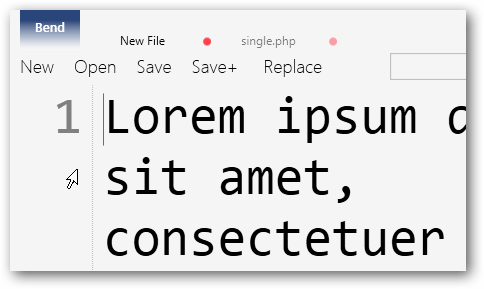 Bend
New File single.php
New Open Save Save+ Replace
1 Lorem ipsum
sit amet,
consectetuer